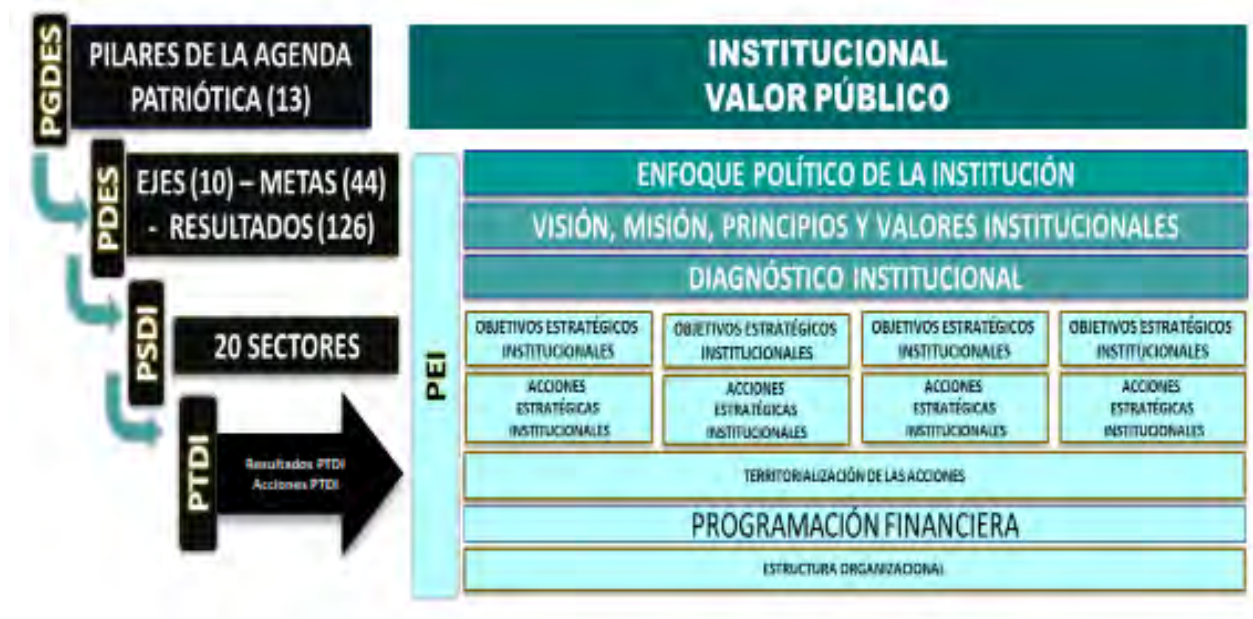 PGDES
PILARES DE LA AGENDA
PATRIÓTICA (13)
INSTITUCIONAL
VALOR PÚBLICO
PDES
EJES (10) – METAS (44)
- RESULTADOS (126)
PSDI
20 SECTORES
PTDI
Resultados PTDI
Acciones PTDI
PEI
ENFOQUE POLÍTICO DE LA INSTITUCIÓN
VISIÓN, MISIÓN, PRINCIPIOS Y VALORES INSTITUCIONALES
DIAGNÓSTICO INSTITUCIONAL
OBJETIVOS ESTRATÉGICOS
INSTITUCIONALES
OBJETIVOS ESTRATÉGICOS
INSTITUCIONALES
OBJETIVOS ESTRATÉGICOS
INSTITUCIONALES
OBJETIVOS ESTRATÉGICOS
INSTITUCIONALES
ACCIONES
ESTRATÉGICAS
INSTITUCIONALES
ACCIONES
ESTRATÉGICAS
INSTITUCIONALES
ACCIONES
ESTRATÉGICAS
INSTITUCIONALES
ACCIONES
ESTRATÉGICAS
INSTITUCIONALES
TERRITORIALIZACIÓN DE LAS ACCIONES
PROGRAMACIÓN FINANCIERA
ESTRUCTURA ORGANIZACIONAL